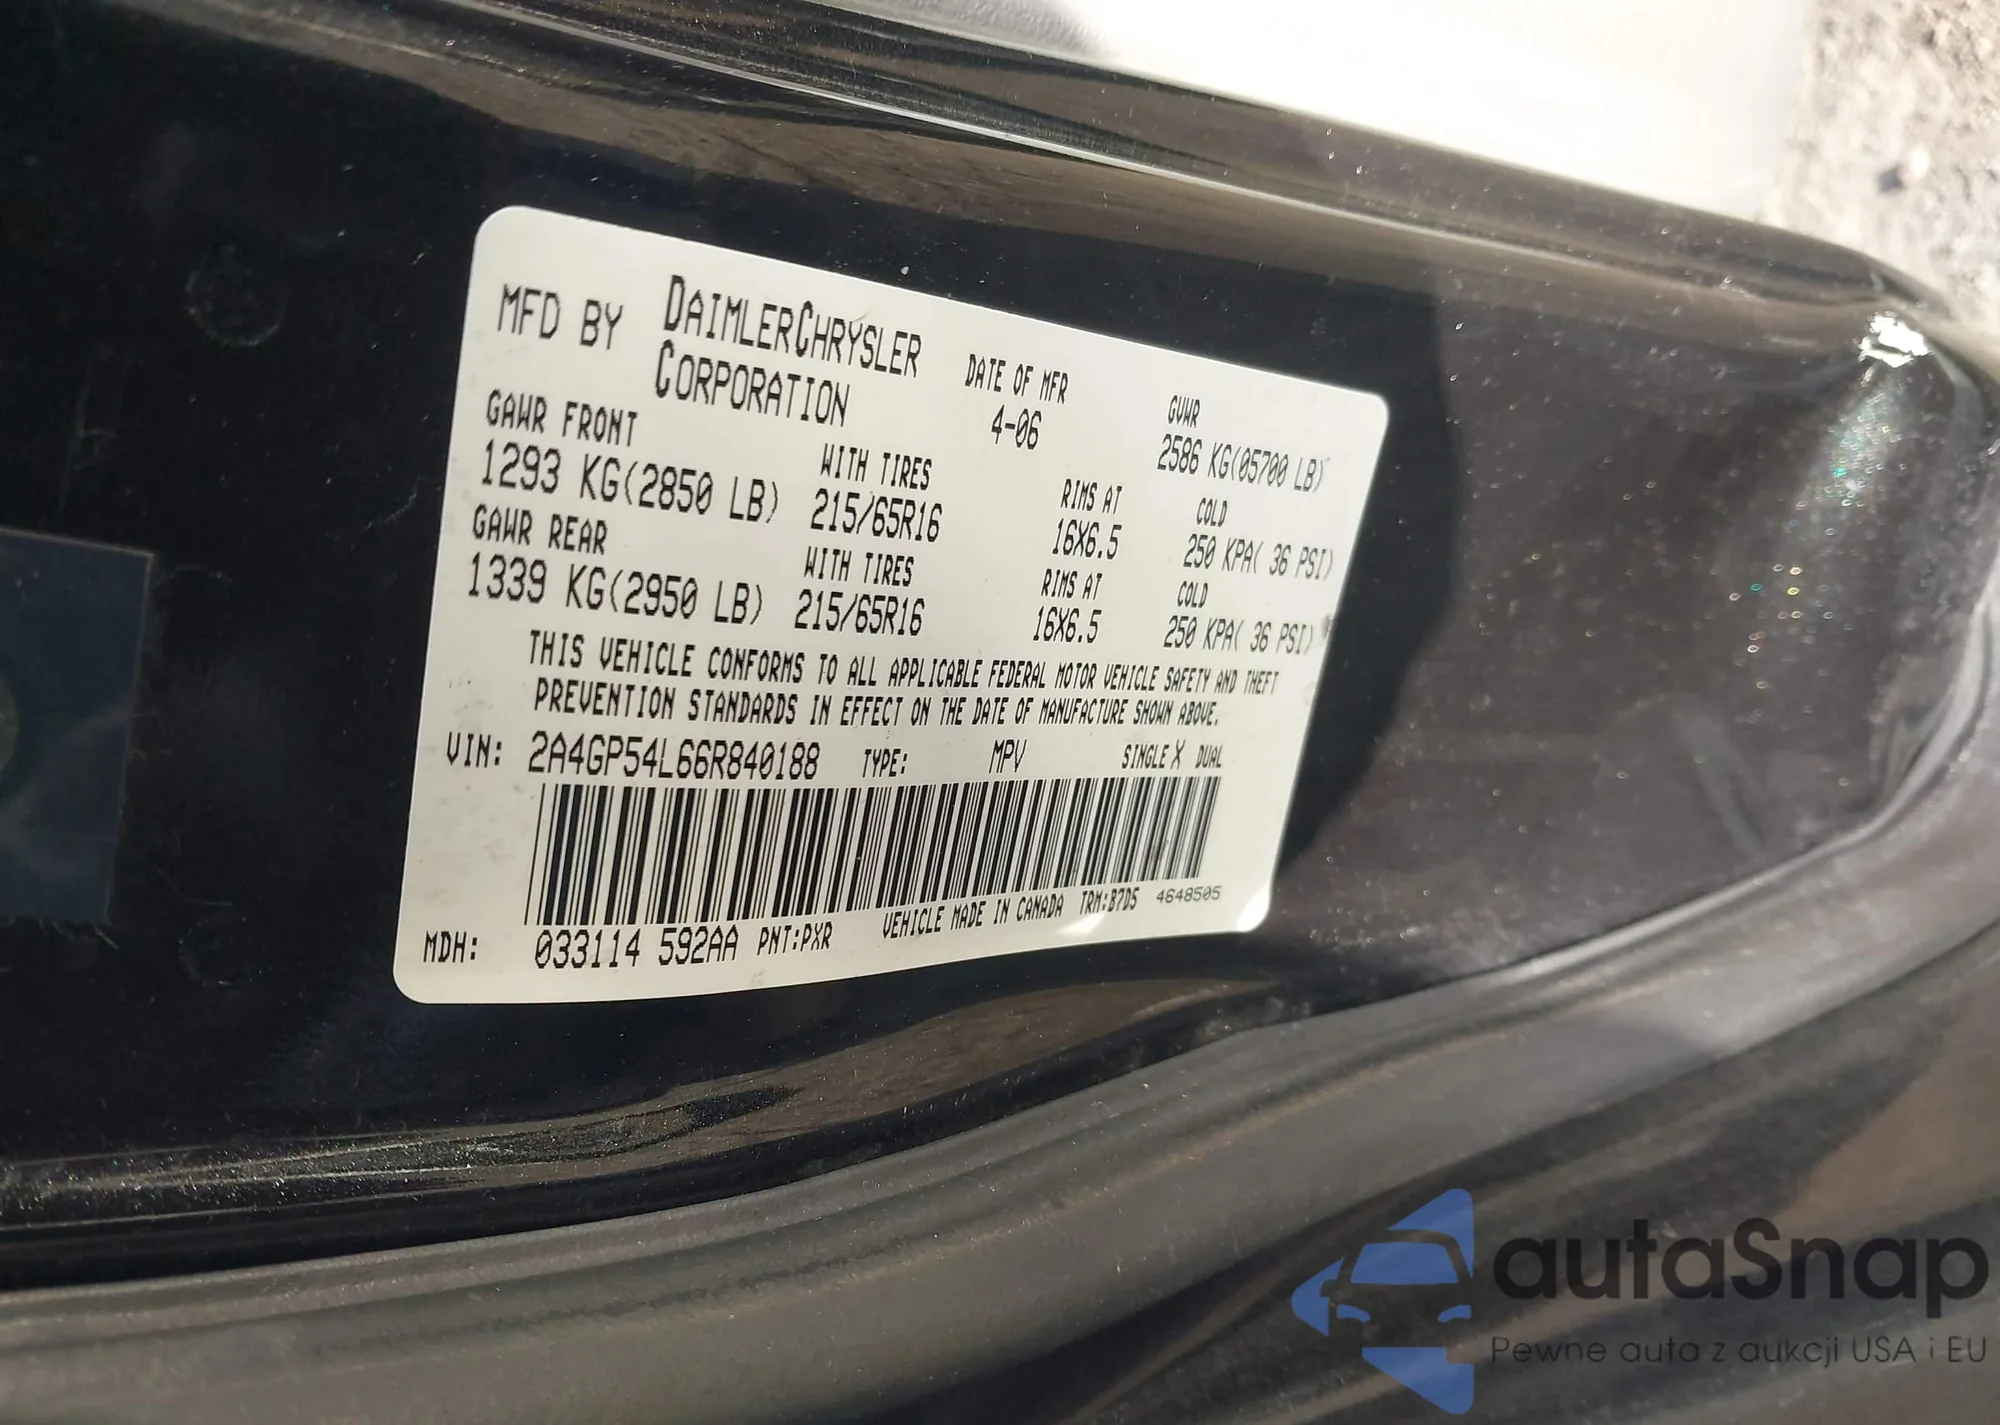 MFD BY DAIMLERCHRYSLER CORPORATION
DATE OF MFR 4-06
GVWR 2586 KG(05700 LB)
GAWR FRONT
1293 KG(2850 LB)
WITH TIRES
215/65R16
RIMS AT
16X6.5
COLD
250 KPA( 36 PSI)
GAWR REAR
1339 KG(2950 LB)
WITH TIRES
215/65R16
RIMS AT
16X6.5
COLD
250 KPA( 36 PSI)
THIS VEHICLE CONFORMS TO ALL APPLICABLE FEDERAL MOTOR VEHICLE SAFETY AND THEFT
PREVENTION STANDARDS IN EFFECT ON THE DATE OF MANUFACTURE SHOWN ABOVE.
VIN: 2A4GP54L66R840188 TYPE: MPV SINGLE X DUAL
MDH: 033114 592AA PNT:PXR VEHICLE MADE IN CANADA TRM:B7D5 4648505
autaSnap
Pewne auta z aukcji USA i EU